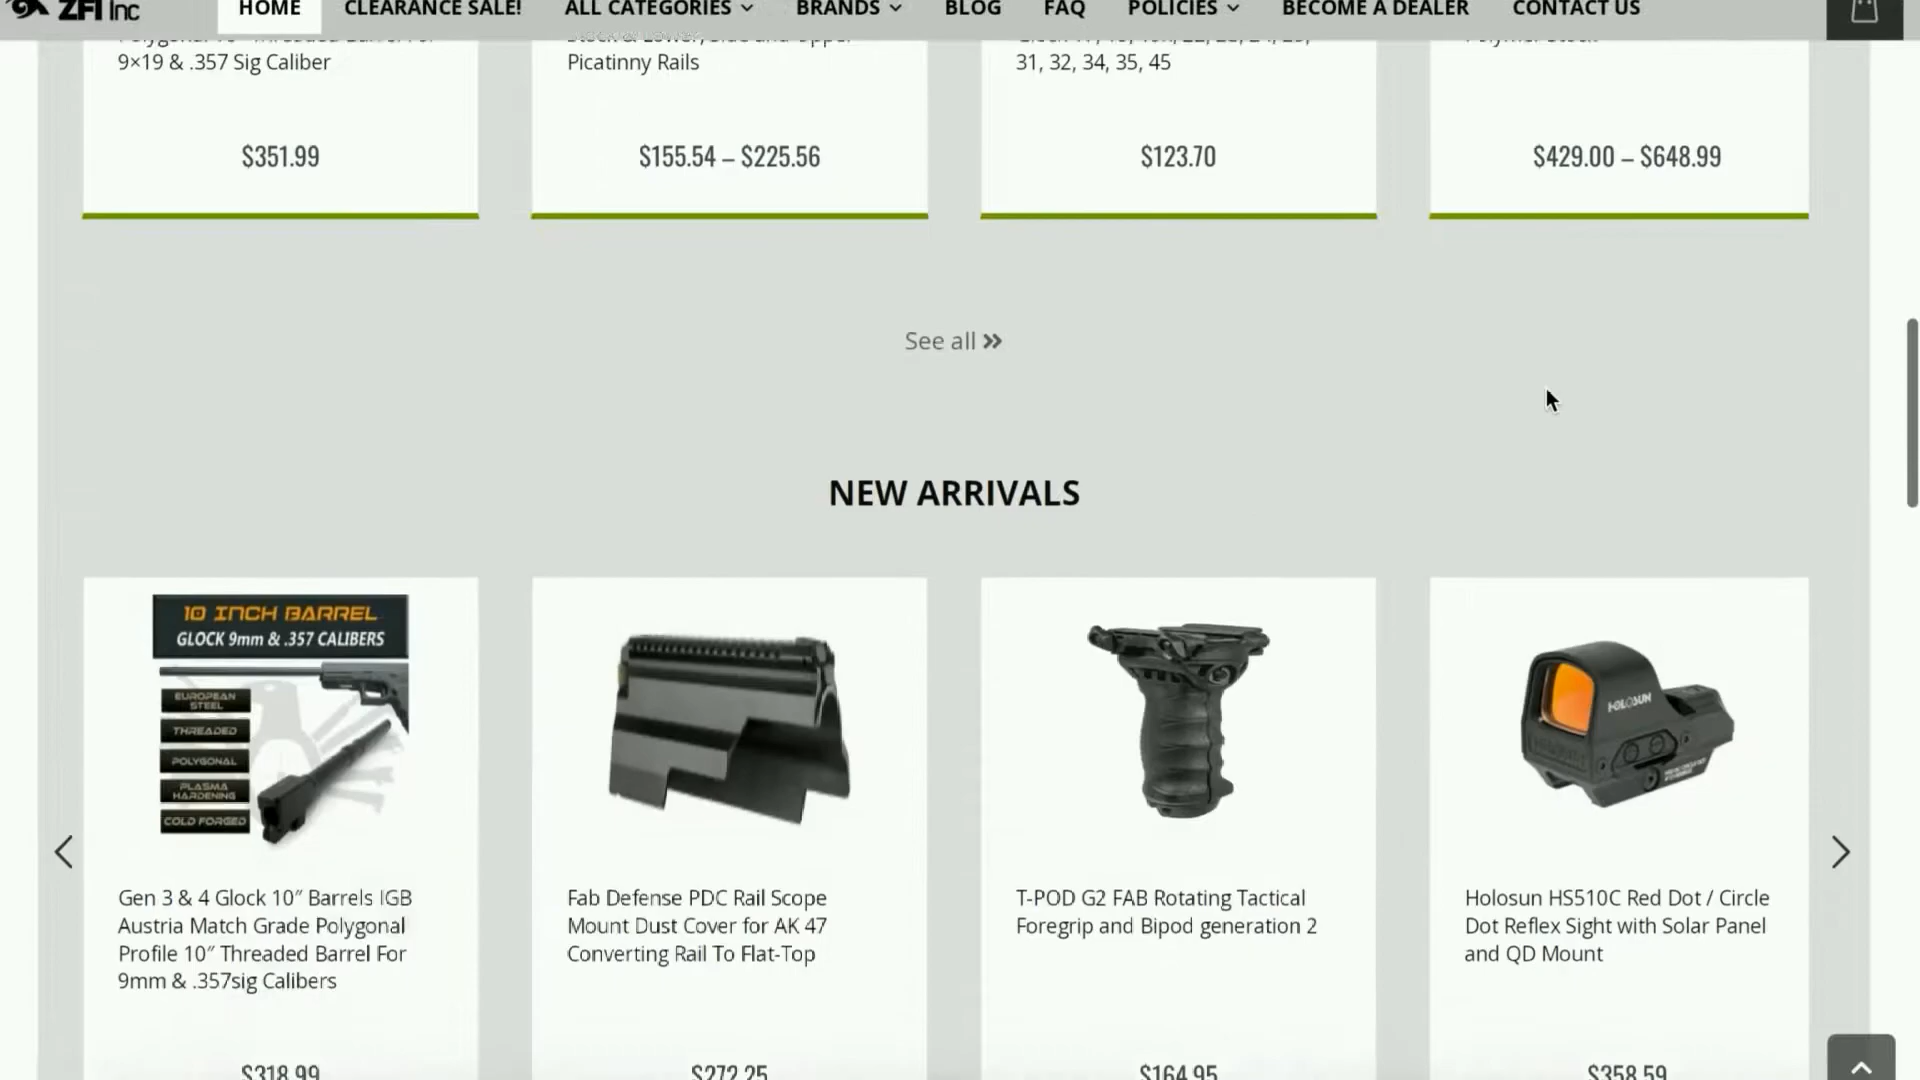 ZFI Inc
HOME
CLEARANCE SALE!
ALL CATEGORIES
BRANDS
BLOG
FAQ
POLICIES
BECOME A DEALER
CONTACT US
9×19 & .357 Sig Caliber
Picatinny Rails
31, 32, 34, 35, 45
$351.99
$155.54 – $225.56
$123.70
$429.00 – $648.99
See all »
NEW ARRIVALS
10 INCH BARREL
GLOCK 9mm & .357 CALIBERS
EUROPEAN
STEEL
THREADED
POLYGONAL
PLASMA
HARDENING
COLD FORGED
HOLOSUN
Gen 3 & 4 Glock 10″ Barrels IGB
Austria Match Grade Polygonal
Profile 10″ Threaded Barrel For
9mm & .357sig Calibers
Fab Defense PDC Rail Scope
Mount Dust Cover for AK 47
Converting Rail To Flat-Top
T-POD G2 FAB Rotating Tactical
Foregrip and Bipod generation 2
Holosun HS510C Red Dot / Circle
Dot Reflex Sight with Solar Panel
and QD Mount
$318.99
$272.25
$164.95
$358.59